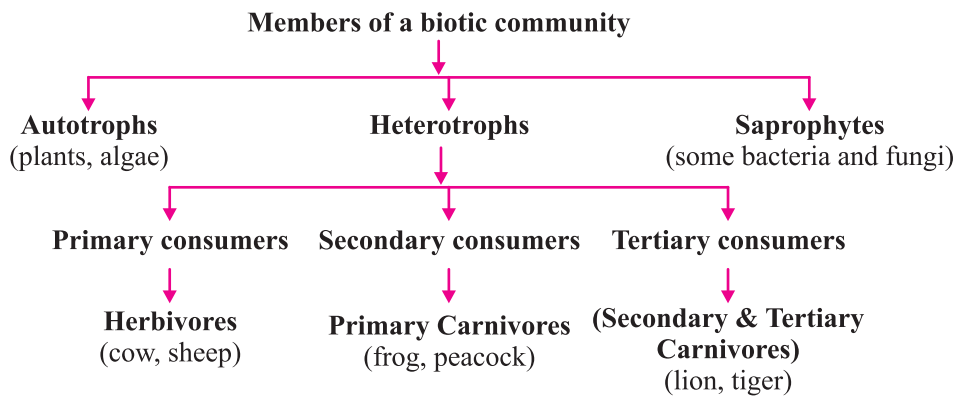 Members of a biotic community
Autotrophs
(plants, algae)
Heterotrophs
Saprophytes
(some bacteria and fungi)
Primary consumers
Secondary consumers
Tertiary consumers
Herbivores
(cow, sheep)
Primary Carnivores
(frog, peacock)
(Secondary & Tertiary
Carnivores)
(lion, tiger)